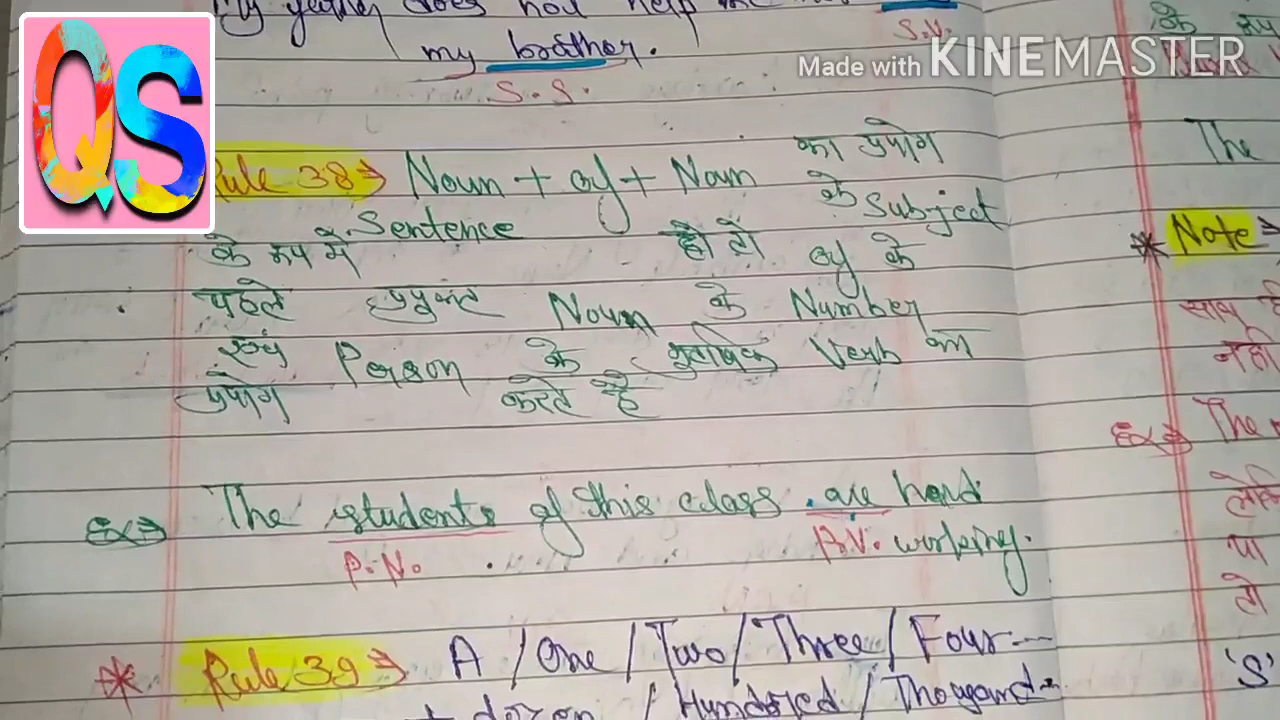 my brother.
S.V.
S.S.
Made with KINEMASTER
QS
Rule 38 ⇒ Noun + of + Noun का प्रयोग
के रूप में Sentence के Subject
हो तो of के
पहले प्रयुक्त Noun के Number
एवं Person के मुताबिक Verb का
प्रयोग करते है
Ex ⇒ The students of this class are hard
P.N. P.V. working.
* Rule 39 ⇒ A / One / Two / Three / Four ---
+ dozen / Hundred / Thousand-
के रूप
The
* Note ⇒
साथ
नही
Ex ⇒ The
या
तो
'S'